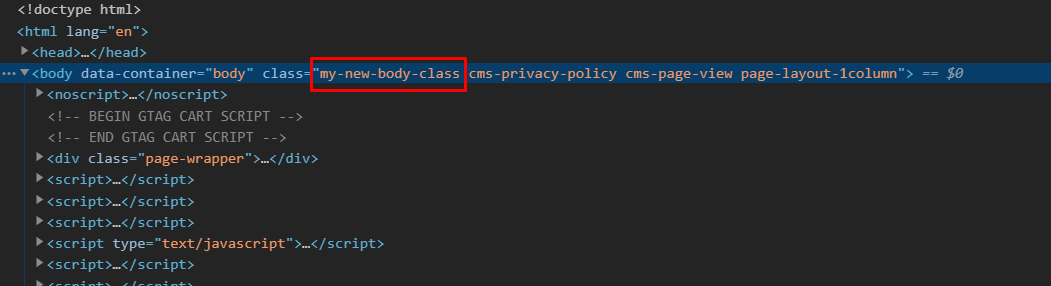 <!doctype html>
<html lang="en">
<head>…</head>
<body data-container="body" class="my-new-body-class cms-privacy-policy cms-page-view page-layout-1column"> == $0
<noscript>…</noscript>
<!-- BEGIN GTAG CART SCRIPT -->
<!-- END GTAG CART SCRIPT -->
<div class="page-wrapper">…</div>
<script>…</script>
<script>…</script>
<script>…</script>
<script type="text/javascript">…</script>
<script>…</script>
<script>…</script>